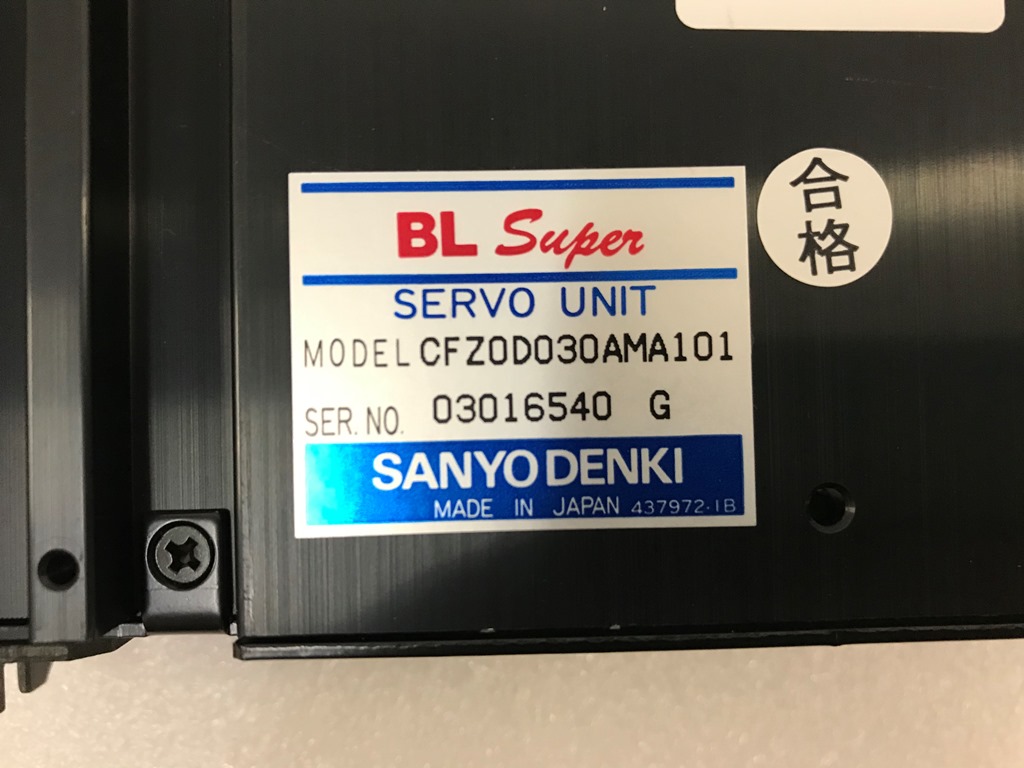 BL Super
SERVO UNIT
MODEL CFZ0D030AMA101
SER. NO. 03016540 G
SANYO DENKI
MADE IN JAPAN 437972-1B
合格